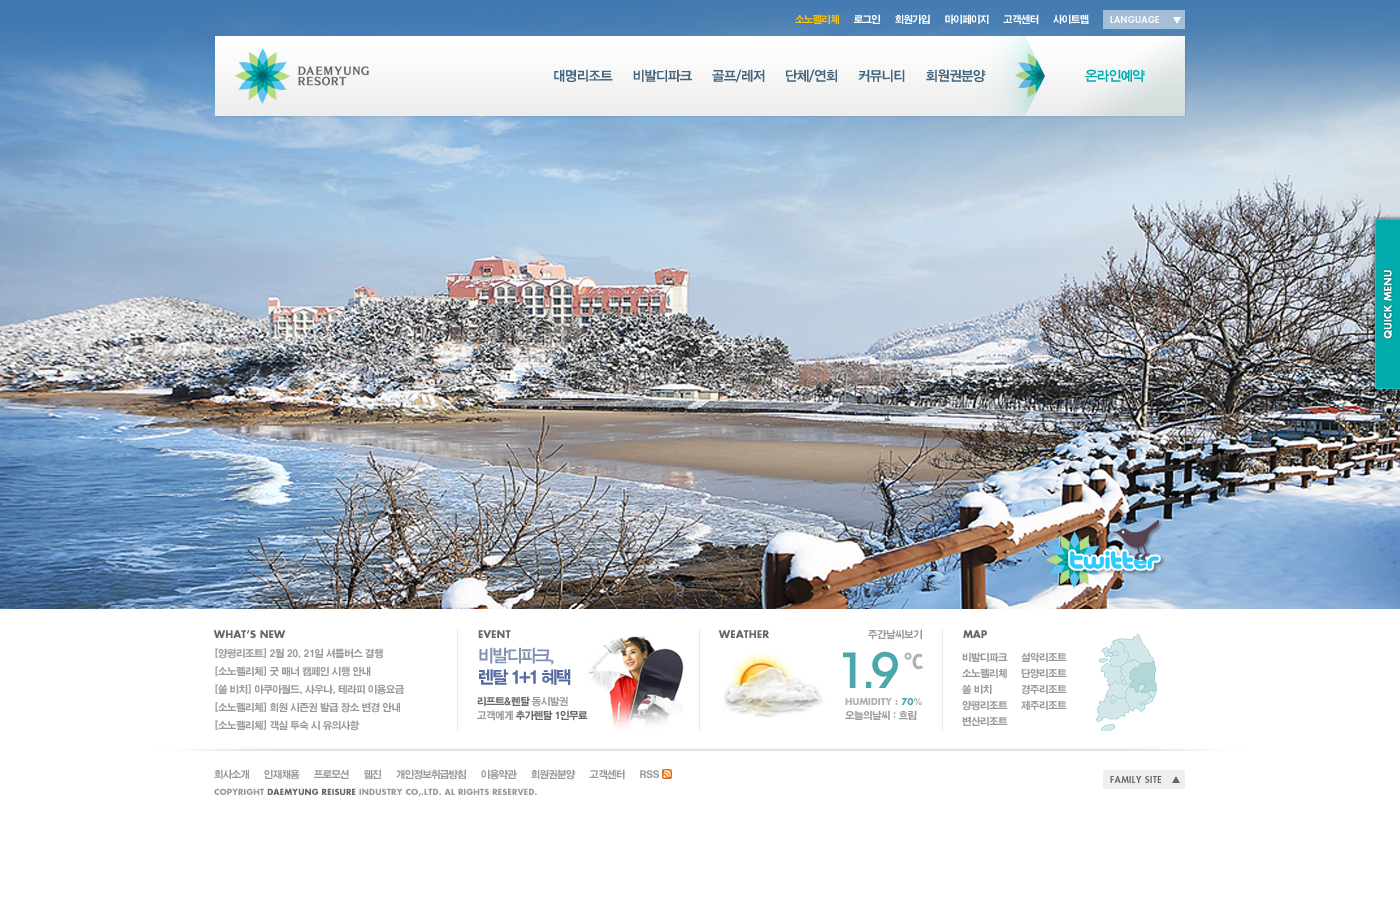 소노펠리체 로그인 회원가입 마이페이지 고객센터 사이트맵 LANGUAGE
DAEMYUNG
RESORT
대명리조트 비발디파크 골프/레저 단체/연회 커뮤니티 회원권분양 온라인예약
QUICK MENU
twitter
WHAT'S NEW
[양평리조트] 2월 20, 21일 셔틀버스 결행
[소노펠리체] 굿 매너 캠페인 시행 안내
[쏠 비치] 아쿠아월드, 사우나, 테라피 이용요금
[소노펠리체] 회원 시즌권 발급 장소 변경 안내
[소노펠리체] 객실 투숙 시 유의사항
EVENT
비발디파크,
렌탈 1+1 혜택
리프트&렌탈 동시발권
고객에게 추가렌탈 1인무료
WEATHER 주간날씨보기
1.9 ℃
HUMIDITY : 70%
오늘의날씨 : 흐림
MAP
비발디파크 설악리조트
소노펠리체 단양리조트
쏠 비치 경주리조트
양평리조트 제주리조트
변산리조트
회사소개 인재채용 프로모션 웹진 개인정보취급방침 이용약관 회원권분양 고객센터 RSS
COPYRIGHT DAEMYUNG REISURE INDUSTRY CO,.LTD. AL RIGHTS RESERVED.
FAMILY SITE